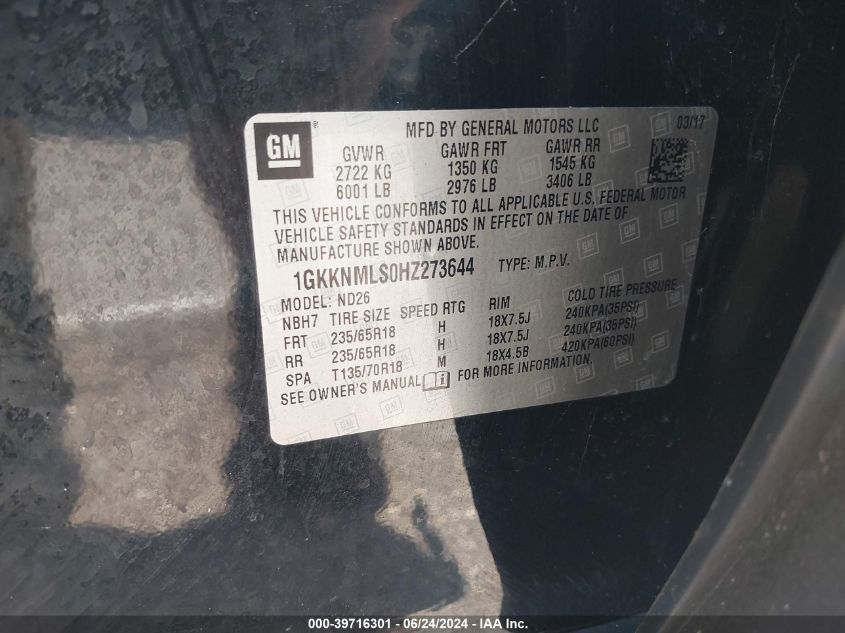 GM ®
MFD BY GENERAL MOTORS LLC 03/17
GVWR GAWR FRT GAWR RR
2722 KG 1350 KG 1545 KG
6001 LB 2976 LB 3406 LB
THIS VEHICLE CONFORMS TO ALL APPLICABLE U.S. FEDERAL MOTOR
VEHICLE SAFETY STANDARDS IN EFFECT ON THE DATE OF
MANUFACTURE SHOWN ABOVE.
1GKKNMLS0HZ273644 TYPE: M.P.V.
MODEL: ND26
NBH7 TIRE SIZE SPEED RTG RIM COLD TIRE PRESSURE
FRT 235/65R18 H 18X7.5J 240KPA(35PSI)
RR 235/65R18 H 18X7.5J 240KPA(35PSI)
SPA T135/70R18 M 18X4.5B 420KPA(60PSI)
SEE OWNER'S MANUAL FOR MORE INFORMATION.
000-39716301 - 06/24/2024 - IAA Inc.